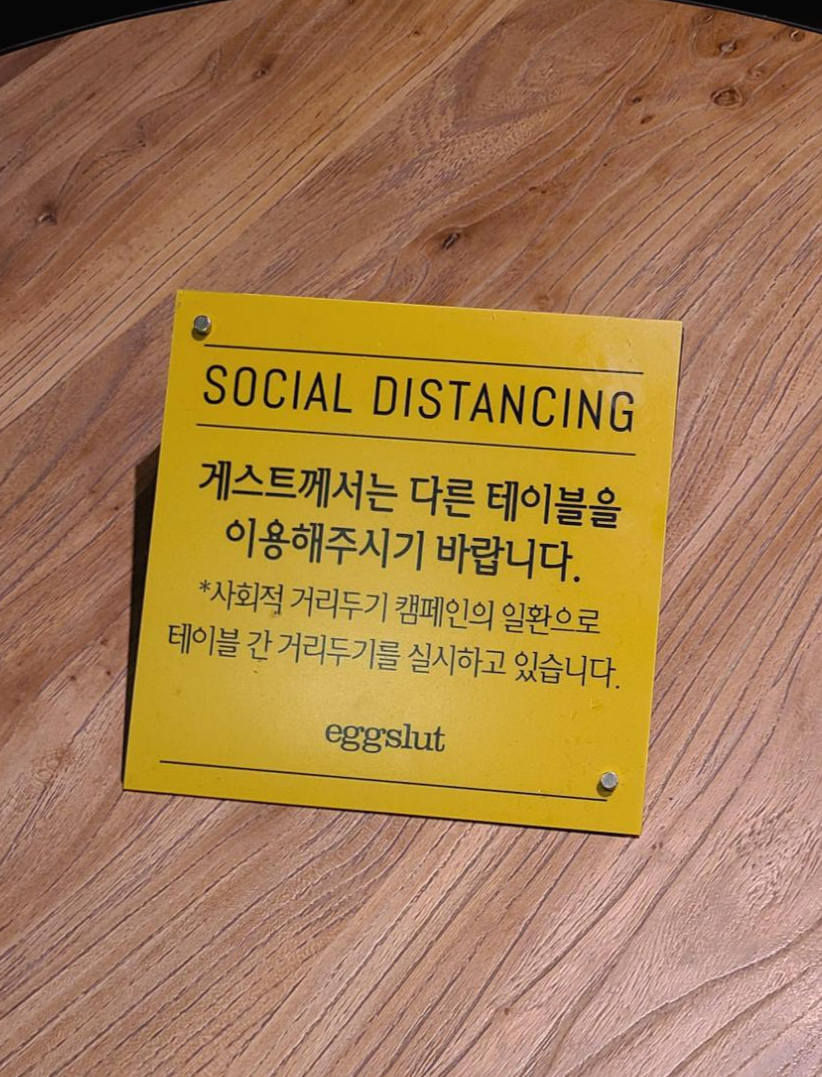 SOCIAL DISTANCING
게스트께서는 다른 테이블을
이용해주시기 바랍니다.
*사회적 거리두기 캠페인의 일환으로
테이블 간 거리두기를 실시하고 있습니다.
eggslut